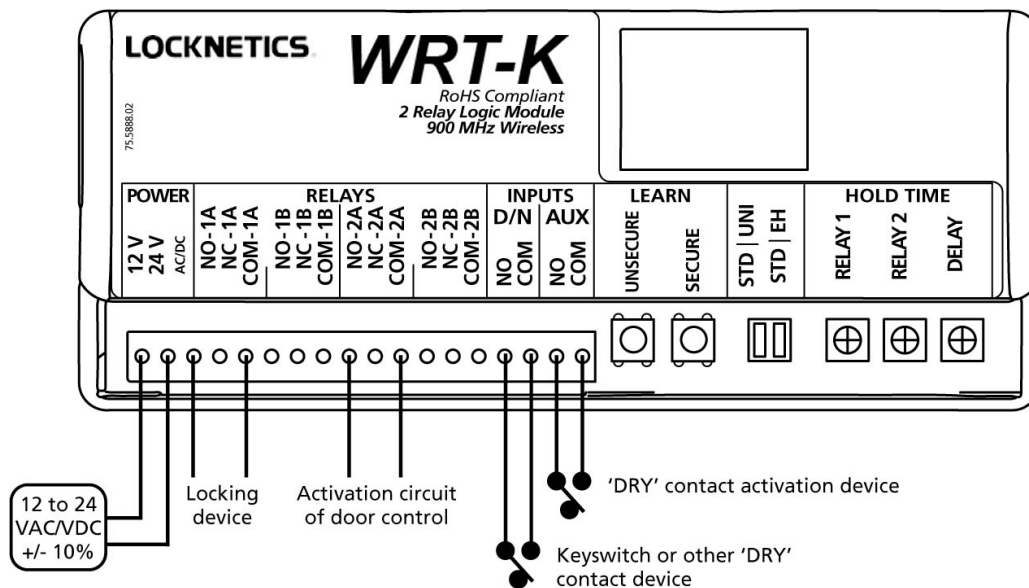 LOCKNETICS
WRT-K
RoHS Compliant
2 Relay Logic Module
900 MHz Wireless
75.5888.02
POWER
RELAYS
INPUTS
LEARN
HOLD TIME
D/N
AUX
12 V
24 V
AC/DC
NO-1A
NC-1A
COM-1A
NO-1B
NC-1B
COM-1B
NO-2A
NC-2A
COM-2A
NO-2B
NC-2B
COM-2B
NO
COM
NO
COM
UNSECURE
SECURE
STD | UNI
STD | EH
RELAY 1
RELAY 2
DELAY
12 to 24
VAC/VDC
+/- 10%
Locking
device
Activation circuit
of door control
'DRY' contact activation device
Keyswitch or other 'DRY'
contact device